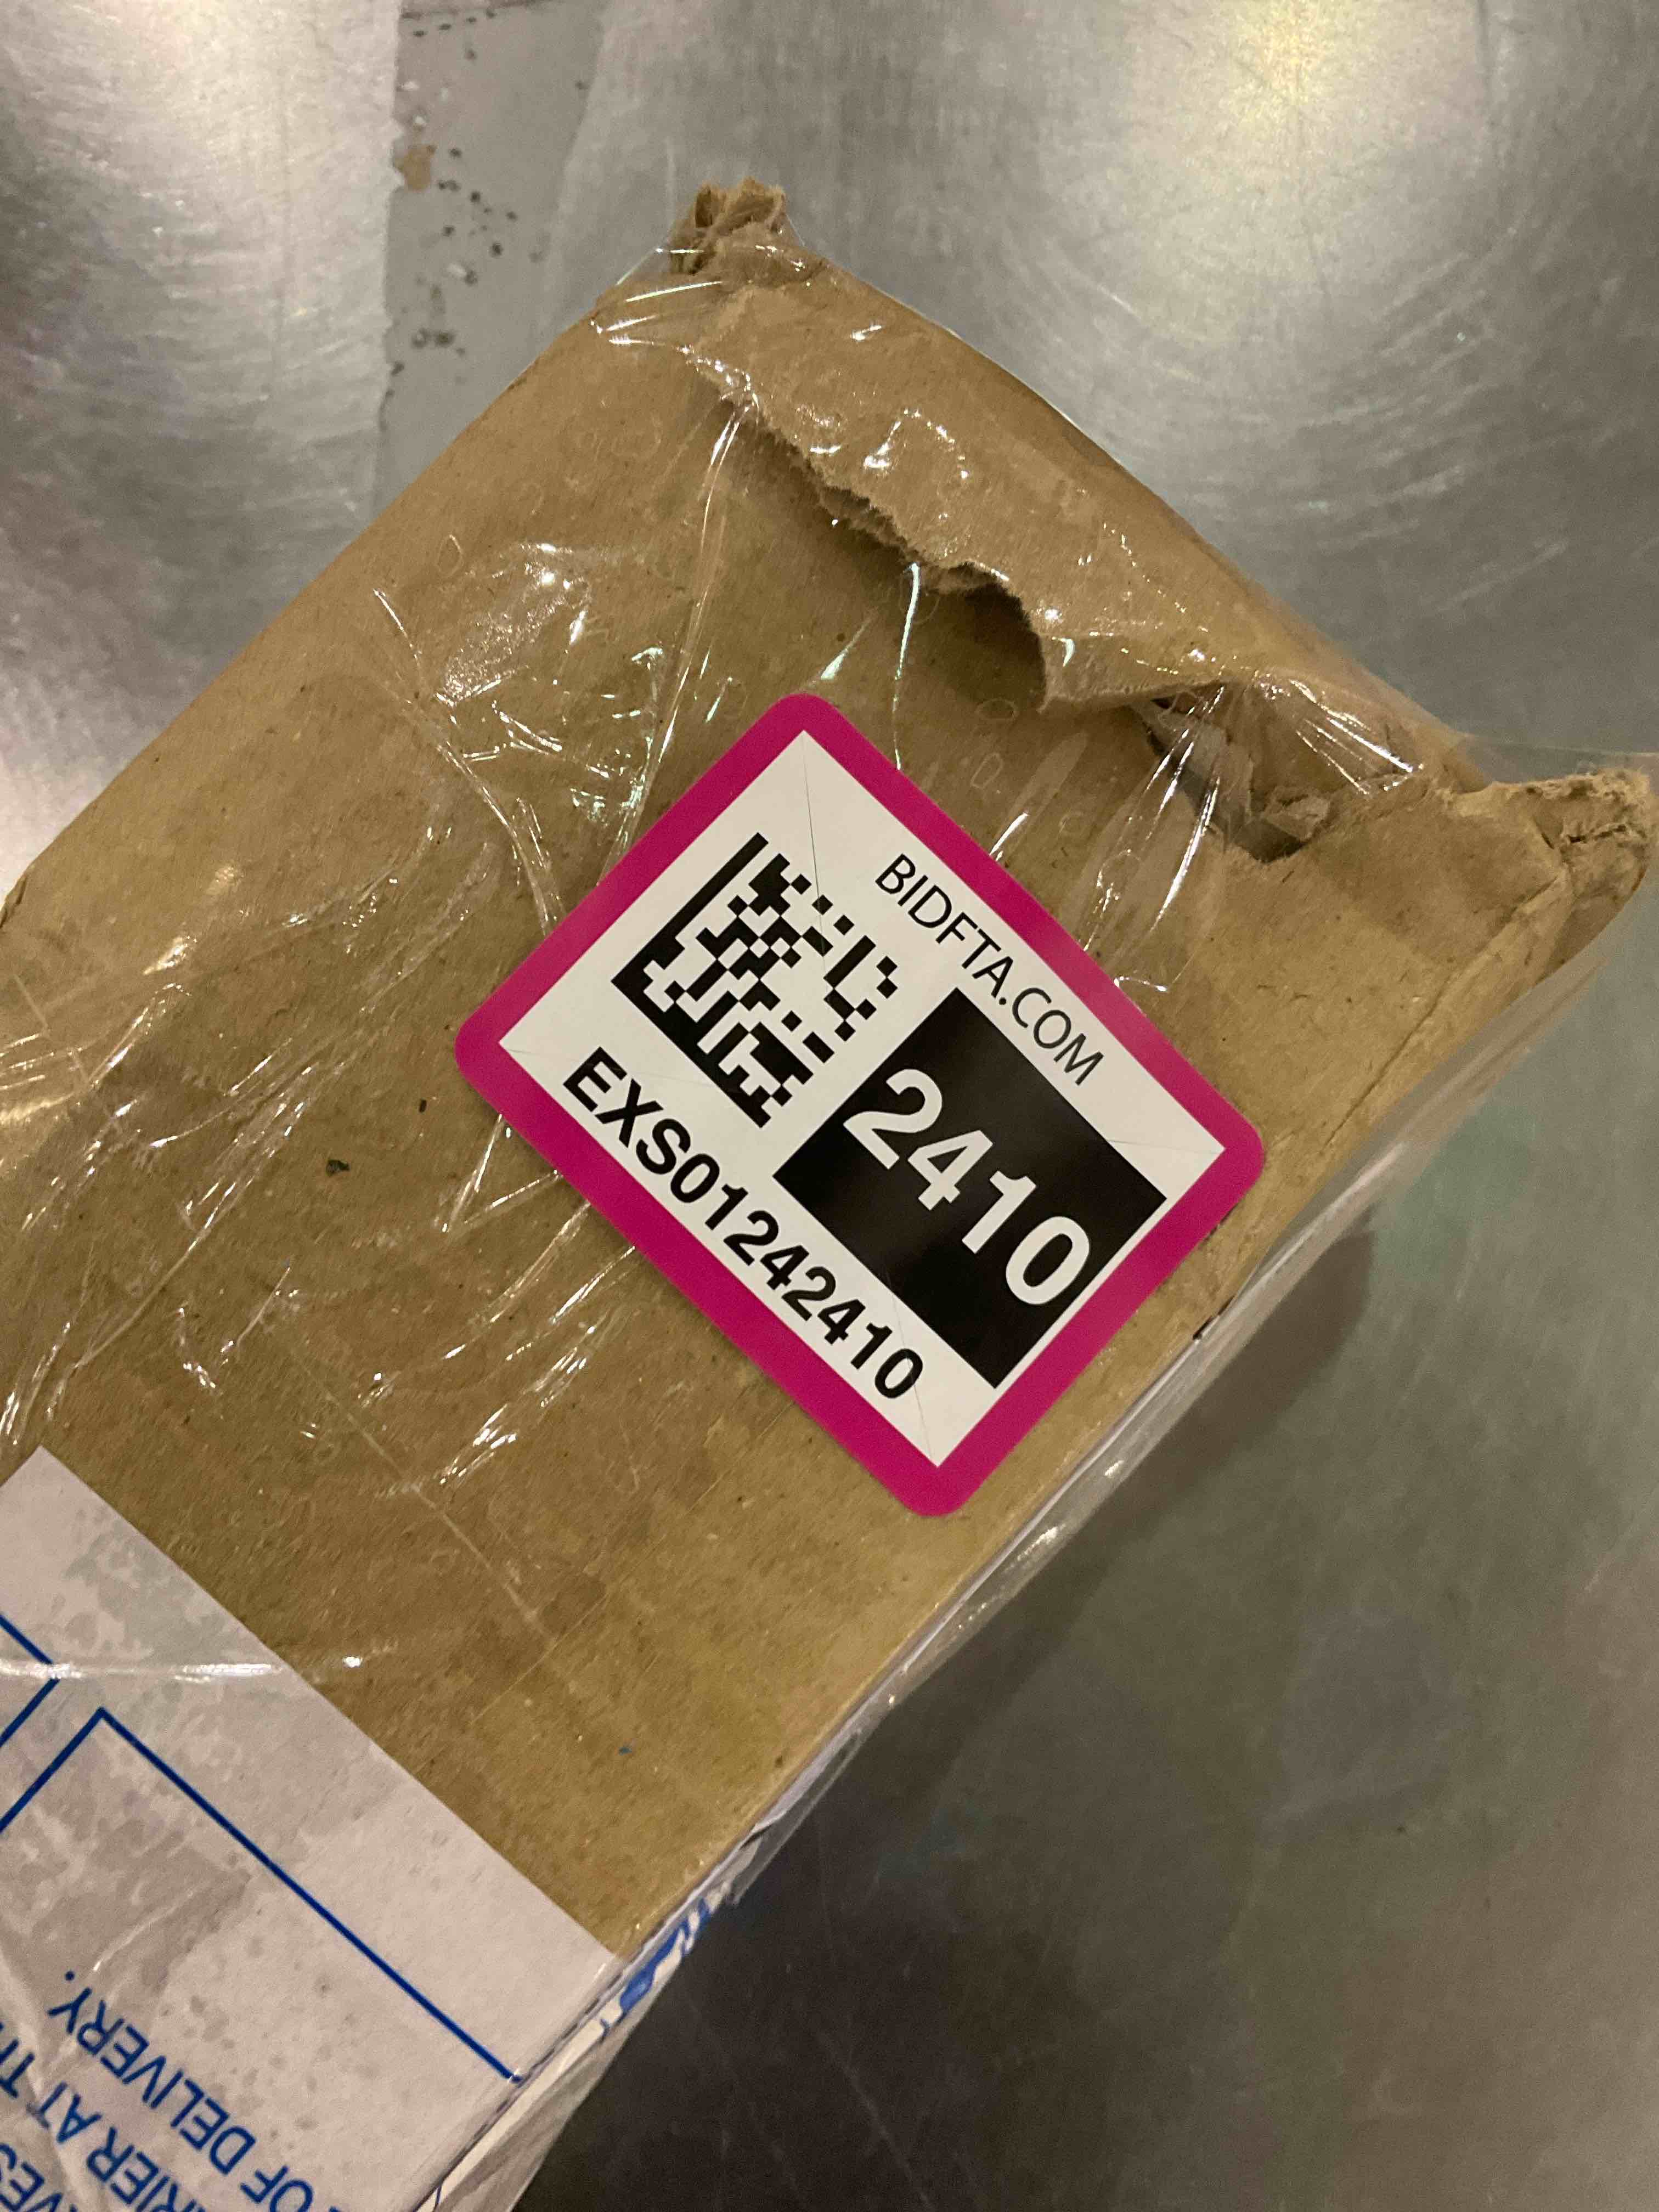 BIDFTA.COM
2410
EXS01242410
OF DELIVERY.